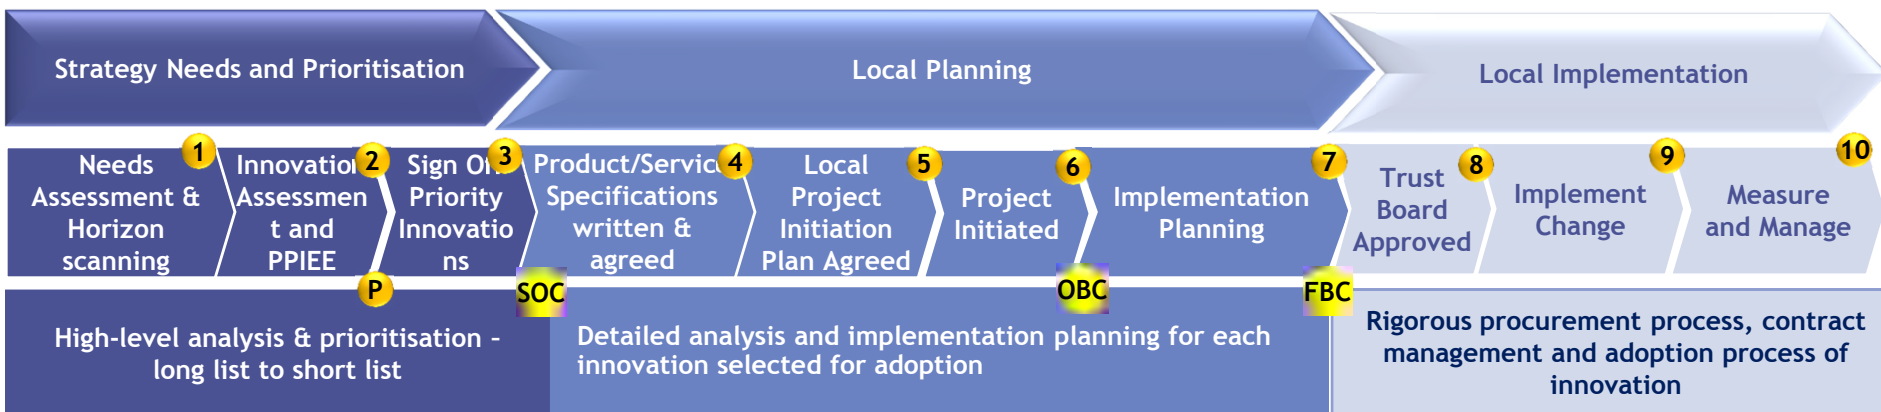 Strategy Needs and Prioritisation
Local Planning
Local Implementation
1
Needs
Assessment &
Horizon
scanning
2
Innovation
Assessmen
t and
PPIEE
3
Sign Off
Priority
Innovatio
ns
4
Product/Service
Specifications
written &
agreed
5
Local
Project
Initiation
Plan Agreed
6
Project
Initiated
7
Implementation
Planning
8
Trust
Board
Approved
9
Implement
Change
10
Measure
and Manage
P
SOC
OBC
FBC
High-level analysis & prioritisation –
long list to short list
Detailed analysis and implementation planning for each
innovation selected for adoption
Rigorous procurement process, contract
management and adoption process of
innovation